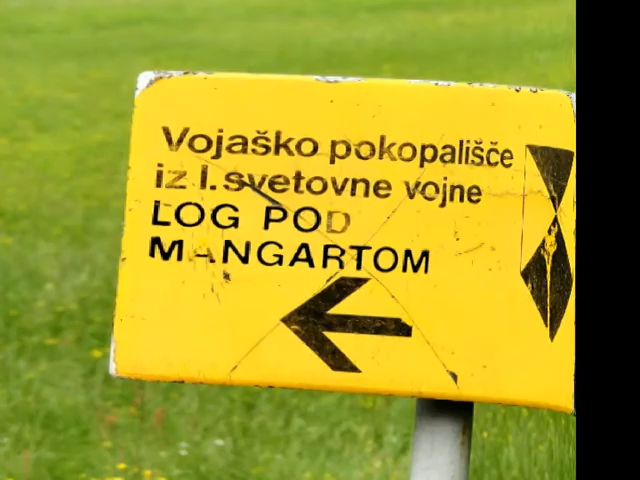 Vojaško pokopališče
iz I. svetovne vojne
LOG POD
MANGARTOM